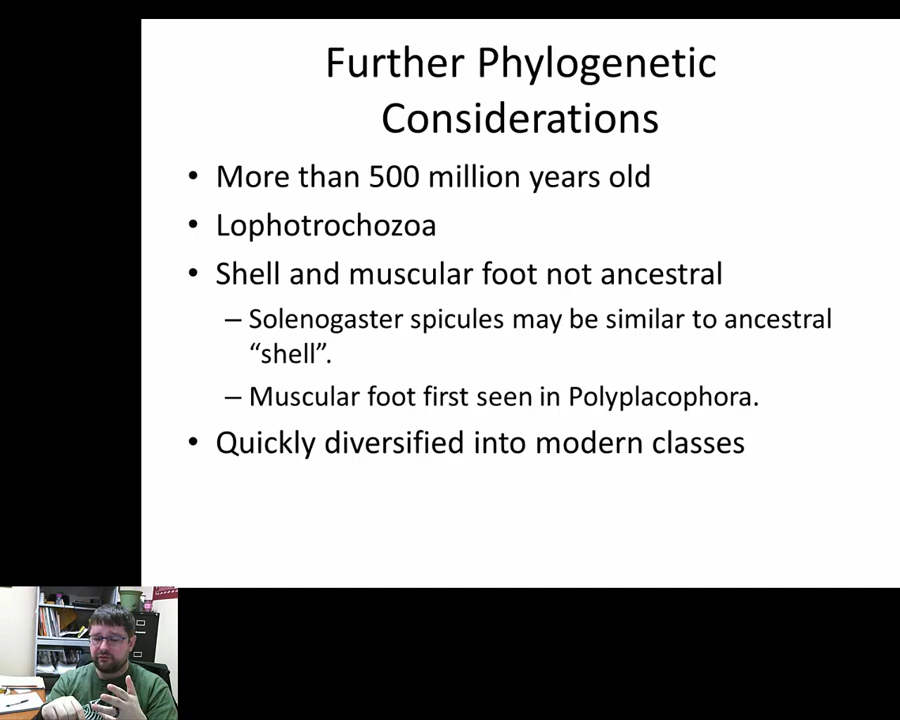 Further Phylogenetic
Considerations
• More than 500 million years old
• Lophotrochozoa
• Shell and muscular foot not ancestral
– Solenogaster spicules may be similar to ancestral
“shell”.
– Muscular foot first seen in Polyplacophora.
• Quickly diversified into modern classes